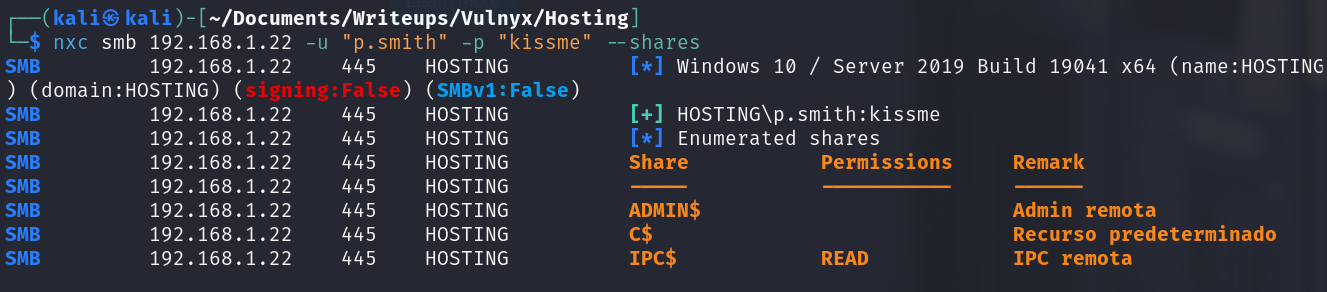 ┌──(kali㉿kali)-[~/Documents/Writeups/Vulnyx/Hosting]
└─$ nxc smb 192.168.1.22 -u "p.smith" -p "kissme" --shares
SMB         192.168.1.22    445    HOSTING          [*] Windows 10 / Server 2019 Build 19041 x64 (name:HOSTING
) (domain:HOSTING) (signing:False) (SMBv1:False)
SMB         192.168.1.22    445    HOSTING          [+] HOSTING\p.smith:kissme
SMB         192.168.1.22    445    HOSTING          [*] Enumerated shares
SMB         192.168.1.22    445    HOSTING          Share           Permissions     Remark
SMB         192.168.1.22    445    HOSTING          -----           -----------     ------
SMB         192.168.1.22    445    HOSTING          ADMIN$                          Admin remota
SMB         192.168.1.22    445    HOSTING          C$                              Recurso predeterminado
SMB         192.168.1.22    445    HOSTING          IPC$            READ            IPC remota